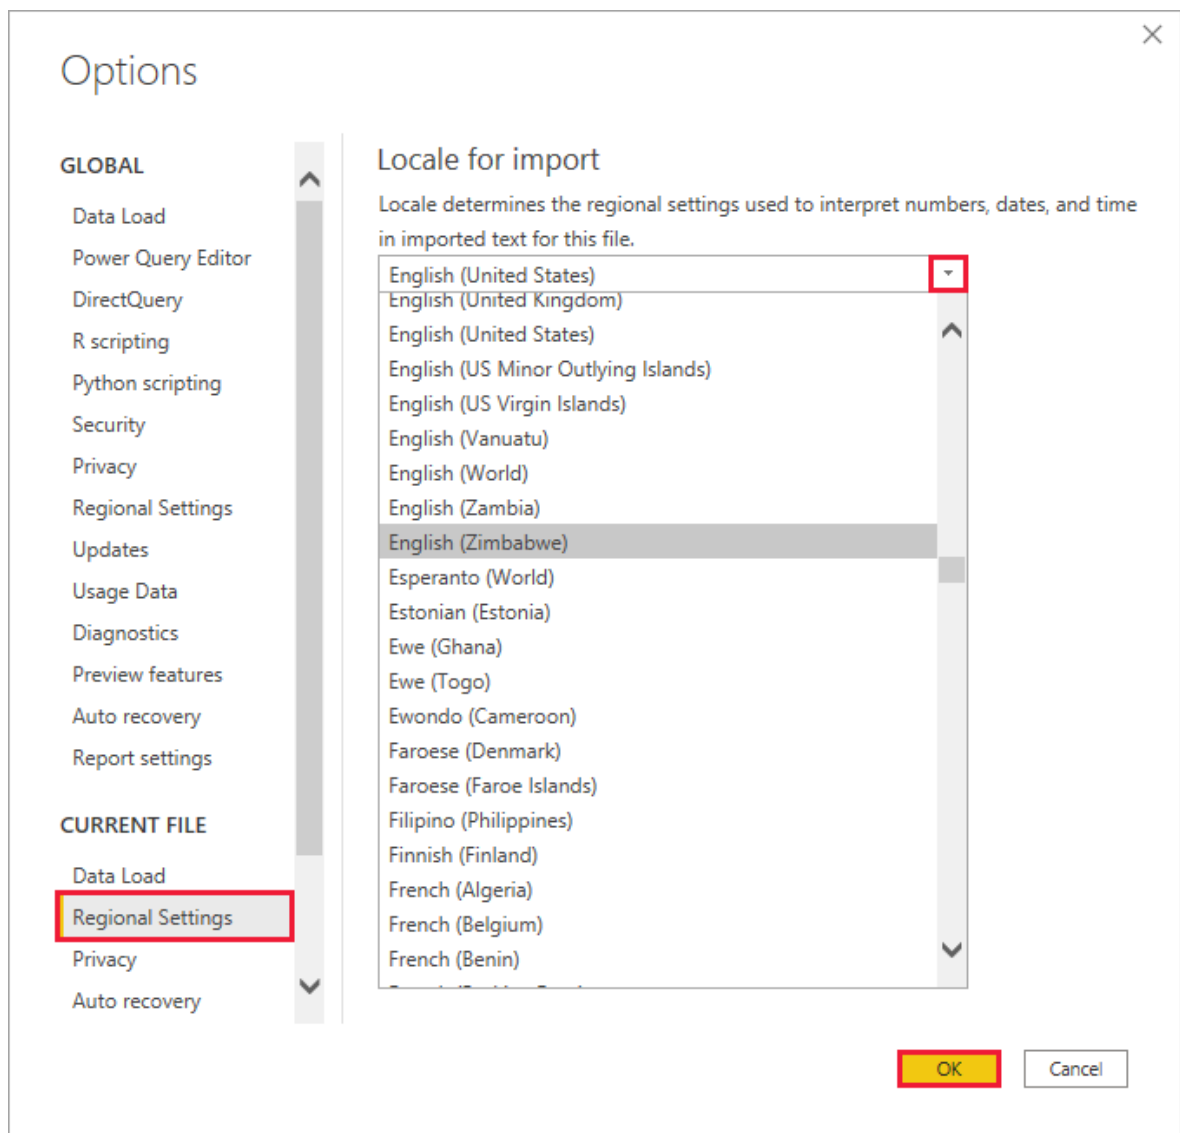 Options
GLOBAL
Data Load
Power Query Editor
DirectQuery
R scripting
Python scripting
Security
Privacy
Regional Settings
Updates
Usage Data
Diagnostics
Preview features
Auto recovery
Report settings
CURRENT FILE
Data Load
Regional Settings
Privacy
Auto recovery
Locale for import
Locale determines the regional settings used to interpret numbers, dates, and time
in imported text for this file.
English (United States)
English (United Kingdom)
English (United States)
English (US Minor Outlying Islands)
English (US Virgin Islands)
English (Vanuatu)
English (World)
English (Zambia)
English (Zimbabwe)
Esperanto (World)
Estonian (Estonia)
Ewe (Ghana)
Ewe (Togo)
Ewondo (Cameroon)
Faroese (Denmark)
Faroese (Faroe Islands)
Filipino (Philippines)
Finnish (Finland)
French (Algeria)
French (Belgium)
French (Benin)
OK
Cancel